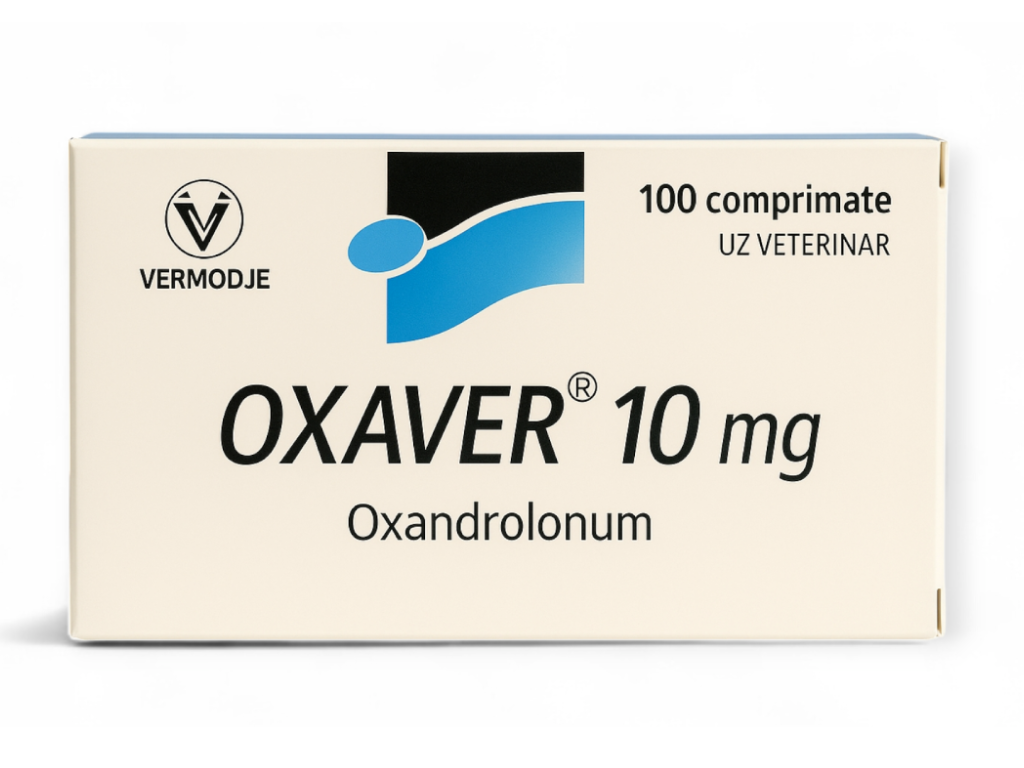 VERMODJE
100 comprimate
UZ VETERINAR
OXAVER® 10 mg
Oxandrolonum